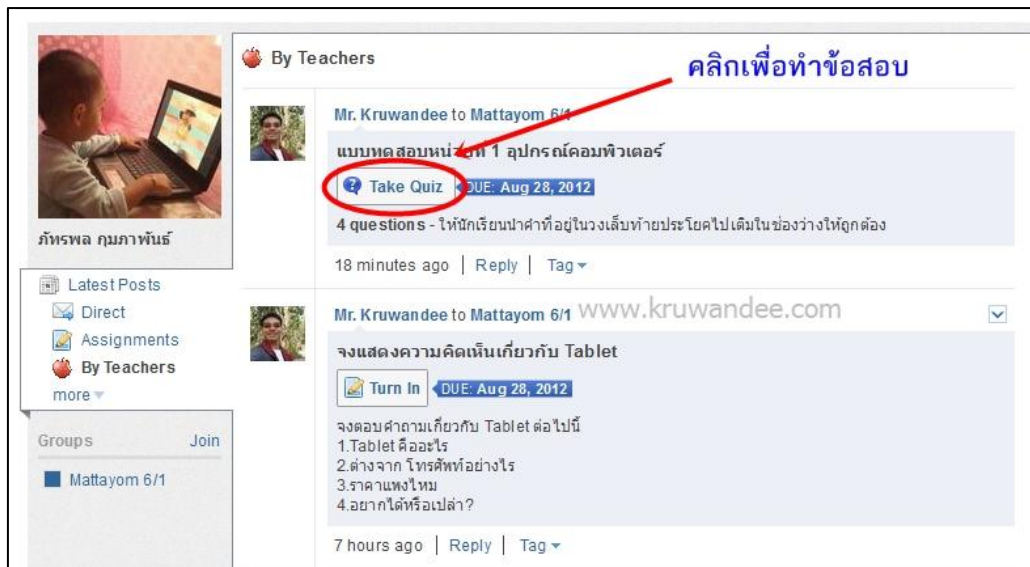 By Teachers
คลิกเพื่อทำข้อสอบ
Mr. Kruwandee to Mattayom 6/1
แบบทดสอบหน่วยที่ 1 อุปกรณ์คอมพิวเตอร์
Take Quiz DUE: Aug 28, 2012
4 questions - ให้นักเรียนนำคำที่อยู่ในวงเล็บท้ายประโยคไปเติมในช่องว่างให้ถูกต้อง
18 minutes ago | Reply | Tag
ภัทรพล กุมภาพันธ์
Latest Posts
Direct
Assignments
By Teachers
more
Groups Join
Mattayom 6/1
Mr. Kruwandee to Mattayom 6/1 www.kruwandee.com
จงแสดงความคิดเห็นเกี่ยวกับ Tablet
Turn In DUE: Aug 28, 2012
จงตอบคำถามเกี่ยวกับ Tablet ต่อไปนี้
1.Tablet คืออะไร
2.ต่างจาก โทรศัพท์อย่างไร
3.ราคาแพงไหม
4.อยากได้หรือเปล่า?
7 hours ago | Reply | Tag